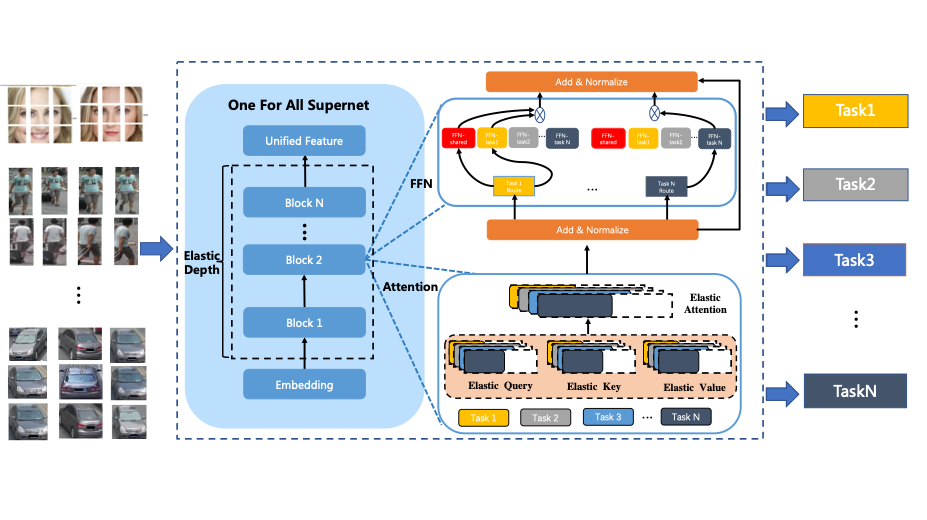 One For All Supernet
Unified Feature
Block N
Block 2
Block 1
Embedding
Elastic
Depth
FFN
Attention
Add & Normalize
FFN-
shared
FFN-
task1
FFN-
task2
...
FFN-
task N
FFN-
shared
FFN-
task1
FFN-
task2
...
FFN-
task N
Task 1
Route
...
Task N
Route
Add & Normalize
Elastic
Attention
Elastic Query
Elastic Key
Elastic Value
Task 1
Task 2
Task 3
...
Task N
Task1
Task2
Task3
TaskN